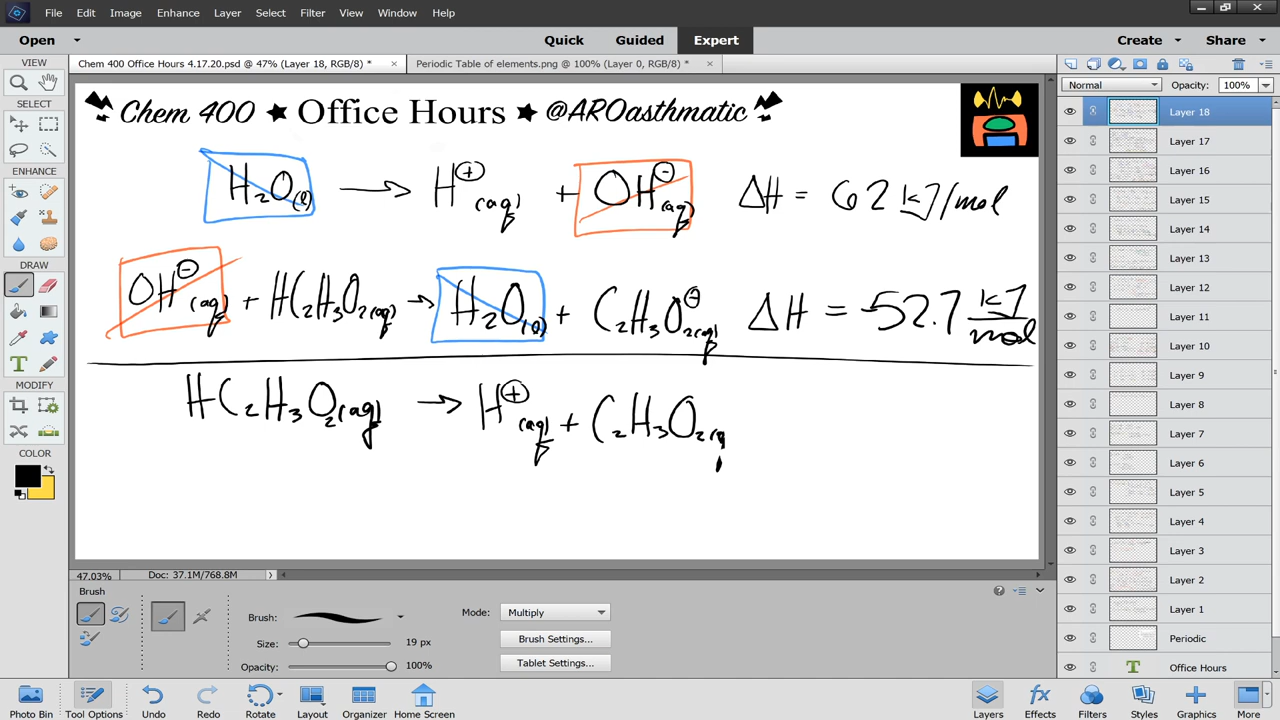 File Edit Image Enhance Layer Select Filter View Window Help
Open Quick Guided Expert Create Share
VIEW
Chem 400 Office Hours 4.17.20.psd @ 47% (Layer 18, RGB/8) * × Periodic Table of elements.png @ 100% (Layer 0, RGB/8) * ×
Normal Opacity: 100%
SELECT
ENHANCE
DRAW
MODIFY
COLOR
Chem 400 ★ Office Hours ★ @AROasthmatic
H₂O(l) → H⊕(aq) + OH⊖(aq) ΔH = 62 kJ/mol
OH⊖(aq) + HC₂H₃O₂(aq) → H₂O(l) + C₂H₃O₂⊖(aq) ΔH = -52.7 kJ/mol
HC₂H₃O₂(aq) → H⊕(aq) + C₂H₃O₂(a
Layer 18
Layer 17
Layer 16
Layer 15
Layer 14
Layer 13
Layer 12
Layer 11
Layer 10
Layer 9
Layer 8
Layer 7
Layer 6
Layer 5
Layer 4
Layer 3
Layer 2
Layer 1
Periodic
Office Hours
47.03% Doc: 37.1M/768.8M
Brush
Brush:
Size: 19 px
Opacity: 100%
Mode: Multiply
Brush Settings...
Tablet Settings...
Photo Bin Tool Options Undo Redo Rotate Layout Organizer Home Screen Layers Effects Filters Styles Graphics More